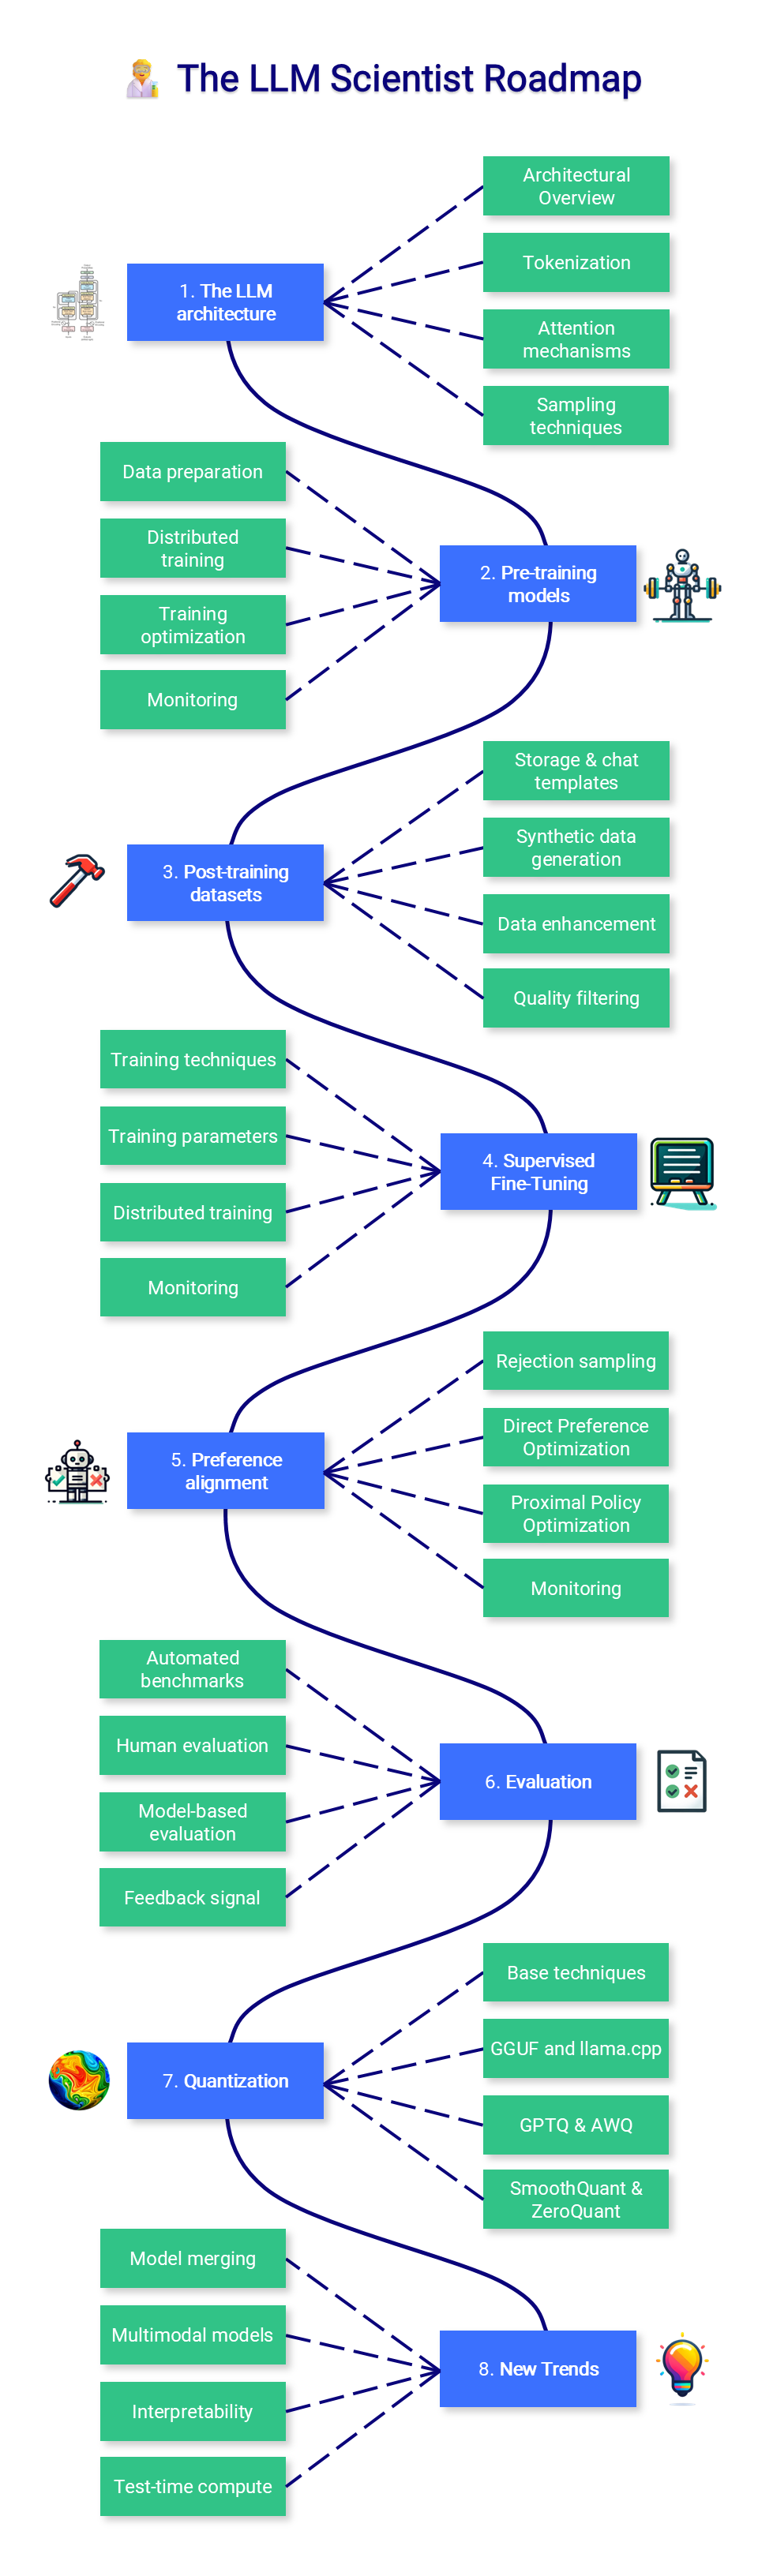 The LLM Scientist Roadmap
1. The LLM
architecture
Architectural
Overview
Tokenization
Attention
mechanisms
Sampling
techniques
2. Pre-training
models
Data preparation
Distributed
training
Training
optimization
Monitoring
3. Post-training
datasets
Storage & chat
templates
Synthetic data
generation
Data enhancement
Quality filtering
4. Supervised
Fine-Tuning
Training techniques
Training parameters
Distributed training
Monitoring
5. Preference
alignment
Rejection sampling
Direct Preference
Optimization
Proximal Policy
Optimization
Monitoring
6. Evaluation
Automated
benchmarks
Human evaluation
Model-based
evaluation
Feedback signal
7. Quantization
Base techniques
GGUF and llama.cpp
GPTQ & AWQ
SmoothQuant &
ZeroQuant
8. New Trends
Model merging
Multimodal models
Interpretability
Test-time compute